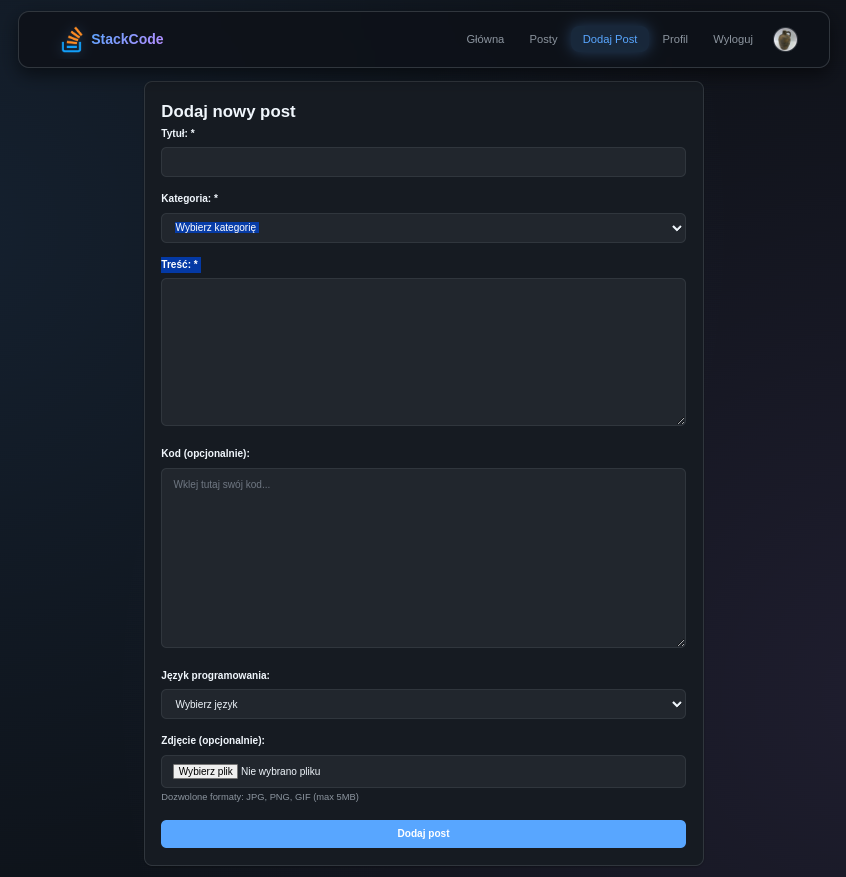 StackCode
Główna Posty Dodaj Post Profil Wyloguj
Dodaj nowy post
Tytuł: *
Kategoria: *
Wybierz kategorię
Treść: *
Kod (opcjonalnie):
Wklej tutaj swój kod...
Język programowania:
Wybierz język
Zdjęcie (opcjonalnie):
Wybierz plik Nie wybrano pliku
Dozwolone formaty: JPG, PNG, GIF (max 5MB)
Dodaj post